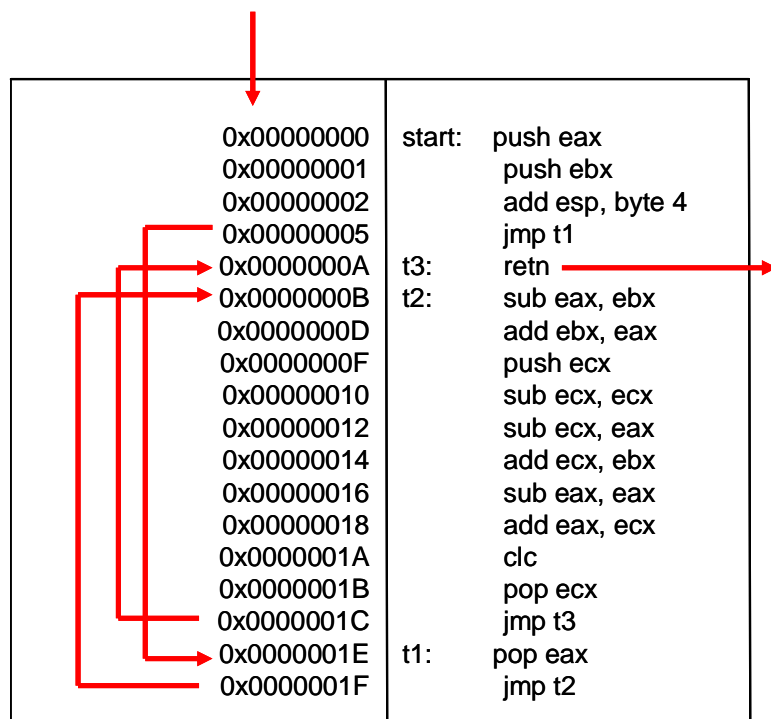 0x00000000 start: push eax
0x00000001 push ebx
0x00000002 add esp, byte 4
0x00000005 jmp t1
0x0000000A t3: retn
0x0000000B t2: sub eax, ebx
0x0000000D add ebx, eax
0x0000000F push ecx
0x00000010 sub ecx, ecx
0x00000012 sub ecx, eax
0x00000014 add ecx, ebx
0x00000016 sub eax, eax
0x00000018 add eax, ecx
0x0000001A clc
0x0000001B pop ecx
0x0000001C jmp t3
0x0000001E t1: pop eax
0x0000001F jmp t2